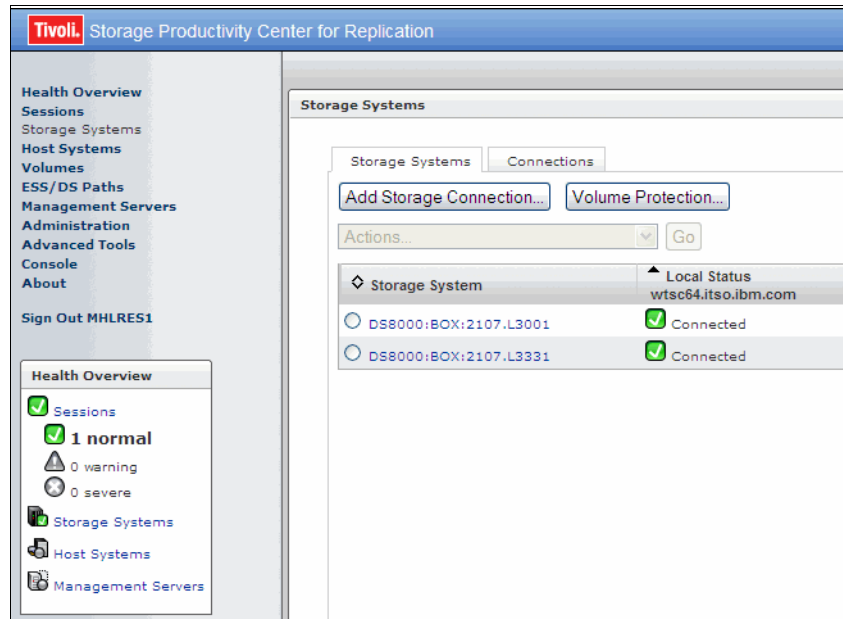 Tivoli. Storage Productivity Center for Replication
Health Overview
Sessions
Storage Systems
Host Systems
Volumes
ESS/DS Paths
Management Servers
Administration
Advanced Tools
Console
About
Sign Out MHLRES1
Health Overview
Sessions
1 normal
0 warning
0 severe
Storage Systems
Host Systems
Management Servers
Storage Systems
Storage Systems Connections
Add Storage Connection... Volume Protection...
Actions... Go
Storage System Local Status
wtsc64.itso.ibm.com
DS8000:BOX:2107.L3001 Connected
DS8000:BOX:2107.L3331 Connected